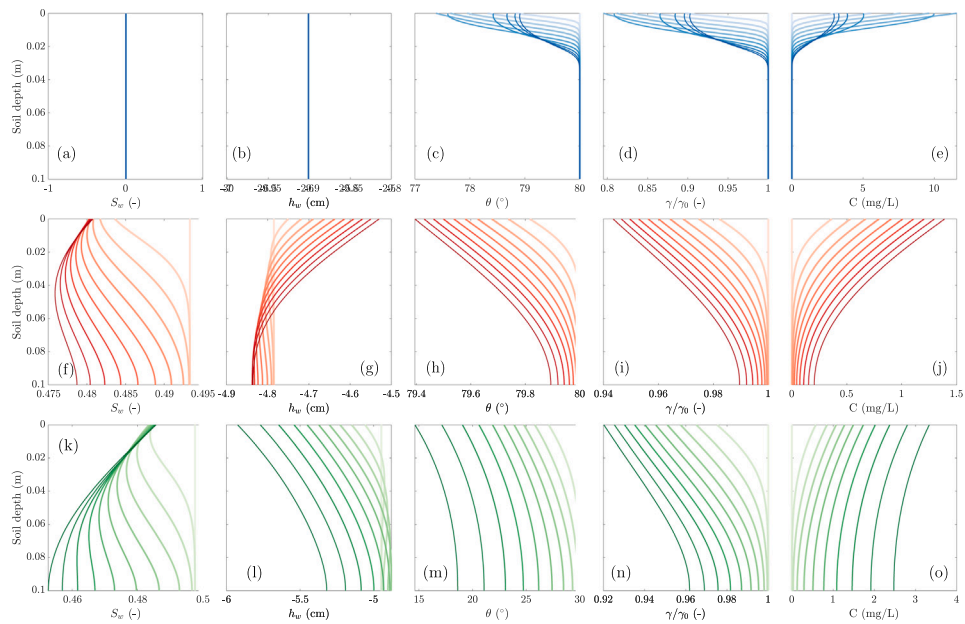 0
0.02
0.04
0.06
0.08
0.1
Soil depth (m)
(a) (b) (c) (d) (e)
-1 0 1
-26.9
77 78 79 80
0.8 0.85 0.9 0.95 1
0 5 10
S_w (-) h_w (cm) θ (°) γ/γ₀ (-) C (mg/L)
0
0.02
0.04
0.06
0.08
0.1
Soil depth (m)
(f) (g) (h) (i) (j)
0.475 0.48 0.485 0.49 0.495
-4.9 -4.8 -4.7 -4.6 -4.5
79.4 79.6 79.8 80
0.94 0.96 0.98 1
0 0.5 1 1.5
S_w (-) h_w (cm) θ (°) γ/γ₀ (-) C (mg/L)
0
0.02
0.04
0.06
0.08
0.1
Soil depth (m)
(k) (l) (m) (n) (o)
0.46 0.48 0.5
-6 -5.5 -5
15 20 25 30
0.92 0.94 0.96 0.98 1
0 1 2 3 4
S_w (-) h_w (cm) θ (°) γ/γ₀ (-) C (mg/L)